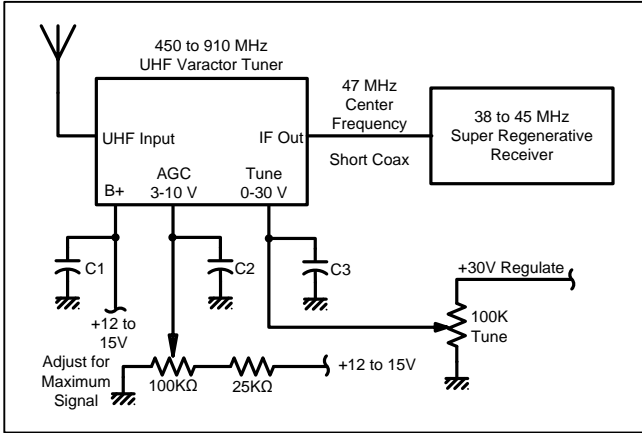 450 to 910 MHz
UHF Varactor Tuner
UHF Input
IF Out
B+
AGC
3-10 V
Tune
0-30 V
47 MHz
Center
Frequency
Short Coax
38 to 45 MHz
Super Regenerative
Receiver
C1
C2
C3
+12 to
15V
+30V Regulate
100K
Tune
Adjust for
Maximum
Signal
100KΩ
25KΩ
+12 to 15V